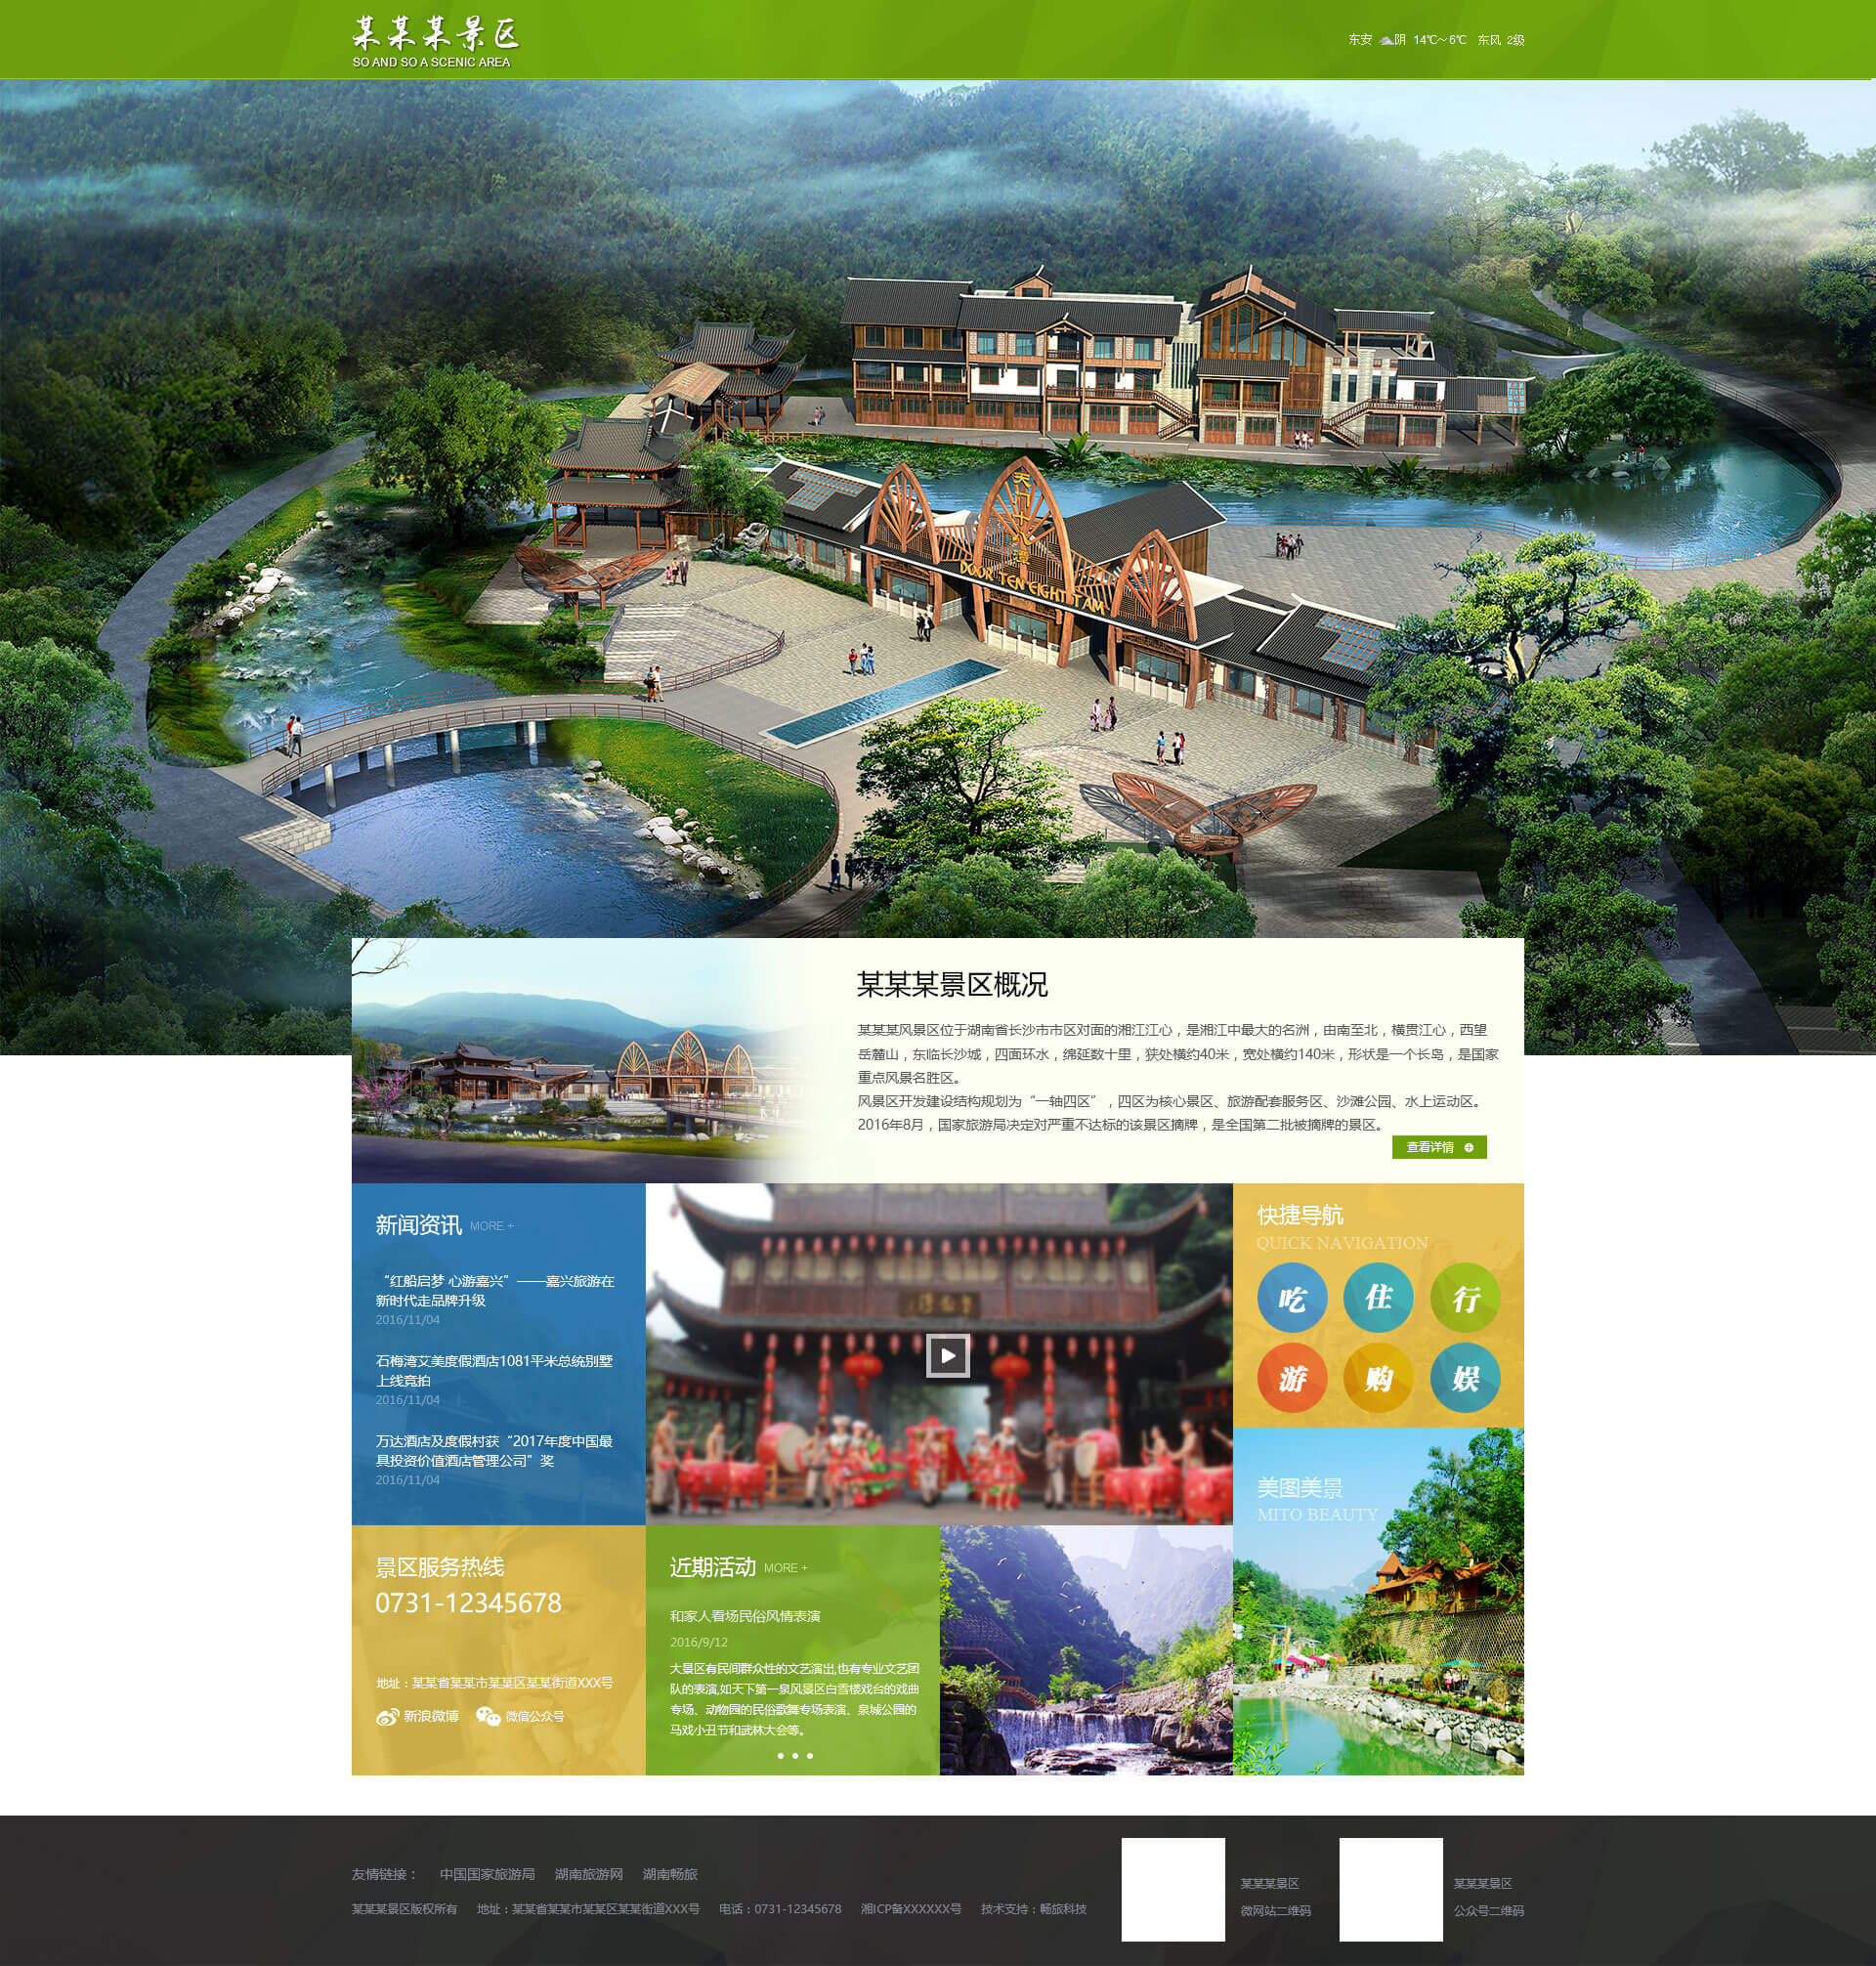 某某某景区
SO AND SO A SCENIC AREA
东安 阴 14℃~6℃ 东风 2级
DOOR TEN EIGHT TAM
某某某景区概况
某某某风景区位于湖南省长沙市市区对面的湘江江心，是湘江中最大的名洲，由南至北，横贯江心，西望
岳麓山，东临长沙城，四面环水，绵延数十里，狭处横约40米，宽处横约140米，形状是一个长岛，是国家
重点风景名胜区。
风景区开发建设结构规划为“一轴四区”，四区为核心景区、旅游配套服务区、沙滩公园、水上运动区。
2016年8月，国家旅游局决定对严重不达标的该景区摘牌，是全国第二批被摘牌的景区。
查看详情
新闻资讯 MORE +
“红船启梦 心游嘉兴”——嘉兴旅游在
新时代走品牌升级
2016/11/04
石梅湾艾美度假酒店1081平米总统别墅
上线竞拍
2016/11/04
万达酒店及度假村获“2017年度中国最
具投资价值酒店管理公司”奖
2016/11/04
快捷导航
QUICK NAVIGATION
吃 住 行
游 购 娱
美图美景
MITO BEAUTY
景区服务热线
0731-12345678
地址：某某省某某市某某区某某街道XXX号
新浪微博 微信公众号
近期活动 MORE +
和家人看场民俗风情表演
2016/9/12
大景区有民间群众性的文艺演出,也有专业文艺团
队的表演,如天下第一泉风景区白雪楼戏台的戏曲
专场、动物园的民俗歌舞专场表演、泉城公园的
马戏小丑节和武林大会等。
友情链接： 中国国家旅游局 湖南旅游网 湖南畅旅
某某某景区版权所有 地址：某某省某某市某某区某某街道XXX号 电话：0731-12345678 湘ICP备XXXXXX号 技术支持：畅旅科技
某某某景区
微网站二维码
某某某景区
公众号二维码